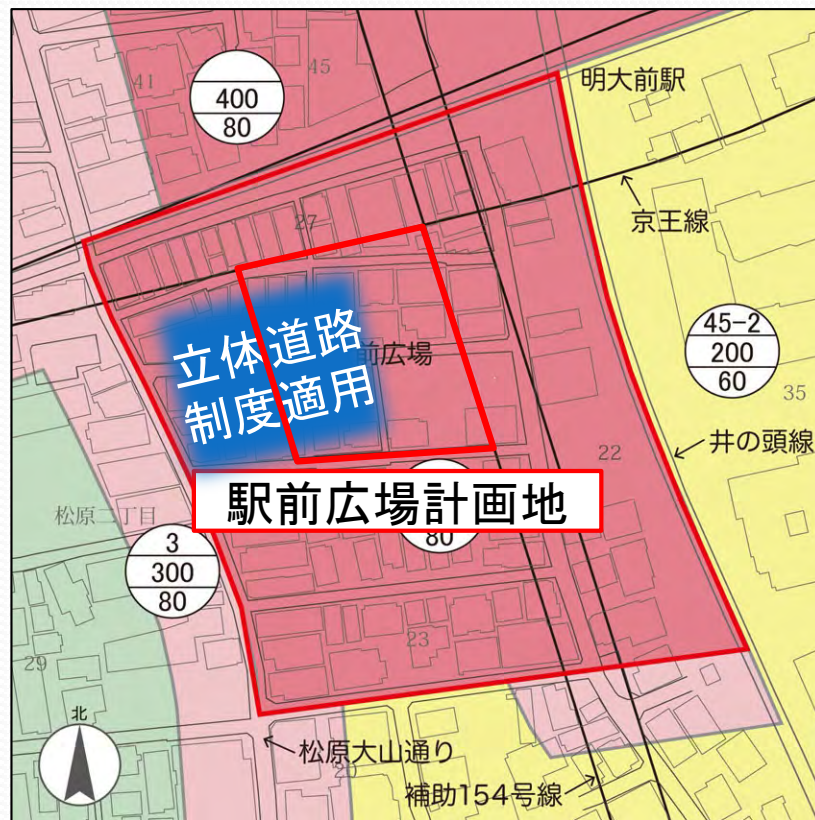 41
45
400
80
明大前駅
27
京王線
45-2
200
60
35
立体道路
制度適用
前広場
井の頭線
22
駅前広場計画地
80
松原二丁目
3
300
80
23
29
北
松原大山通り
補助154号線